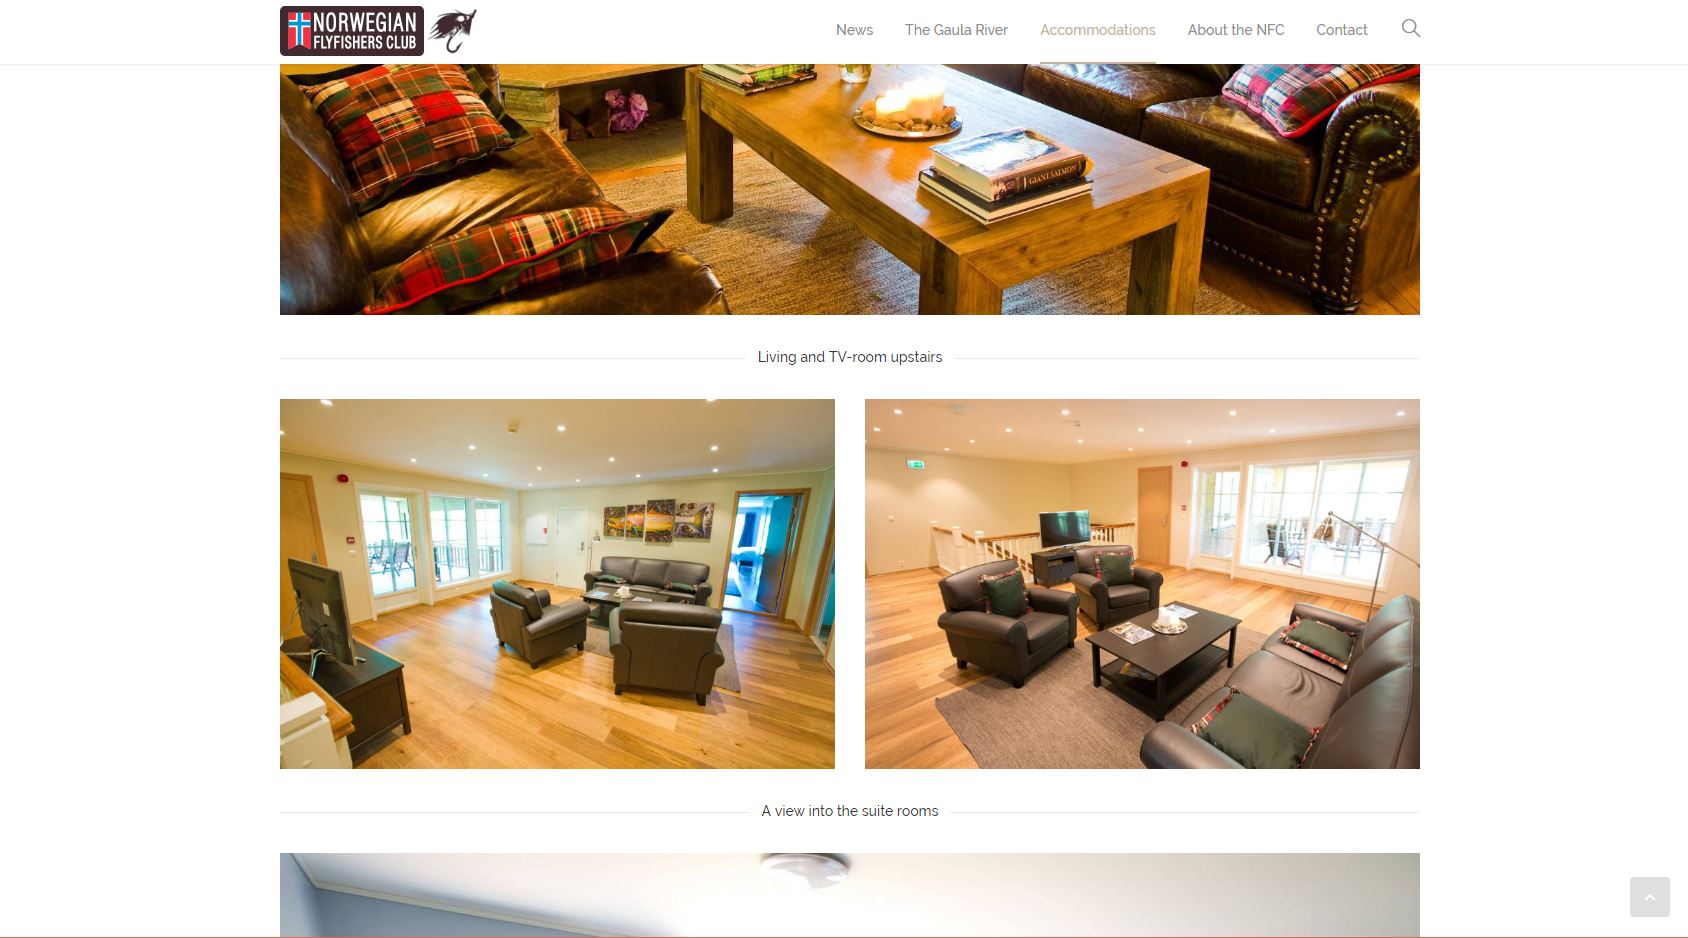 NORWEGIAN
FLYFISHERS CLUB
News
The Gaula River
Accommodations
About the NFC
Contact
GIANT SALMON
Living and TV-room upstairs
A view into the suite rooms